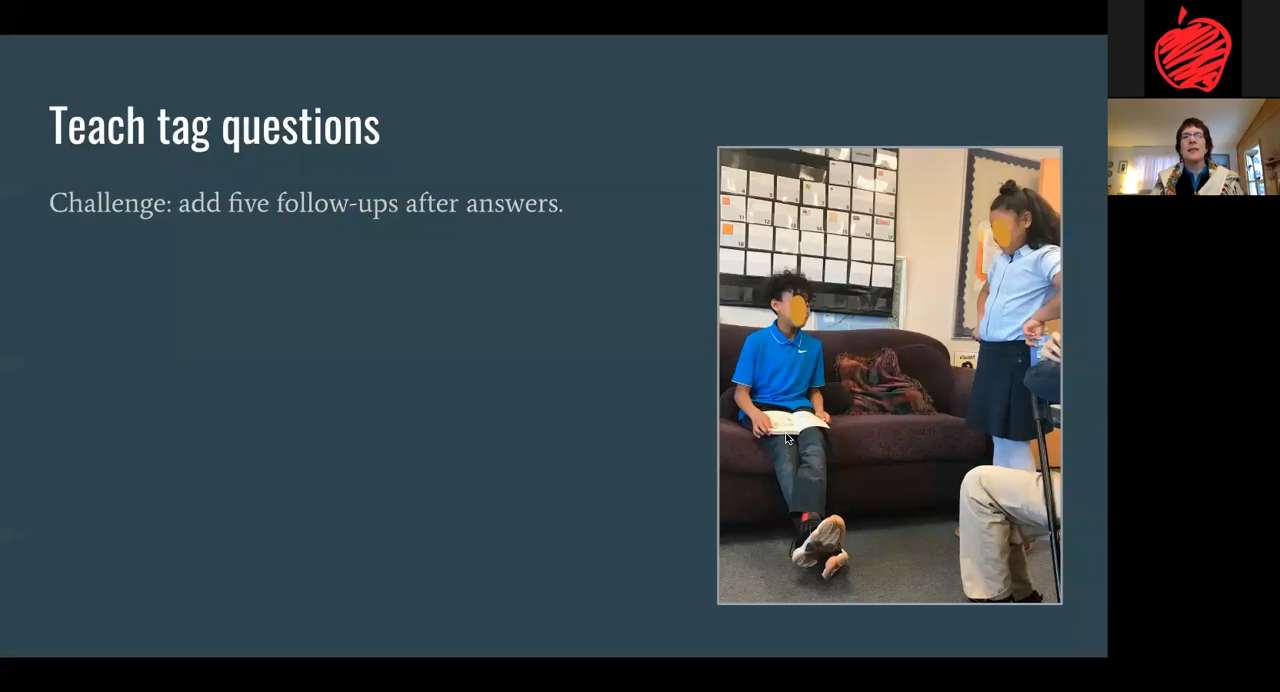 Teach tag questions
Challenge: add five follow-ups after answers.